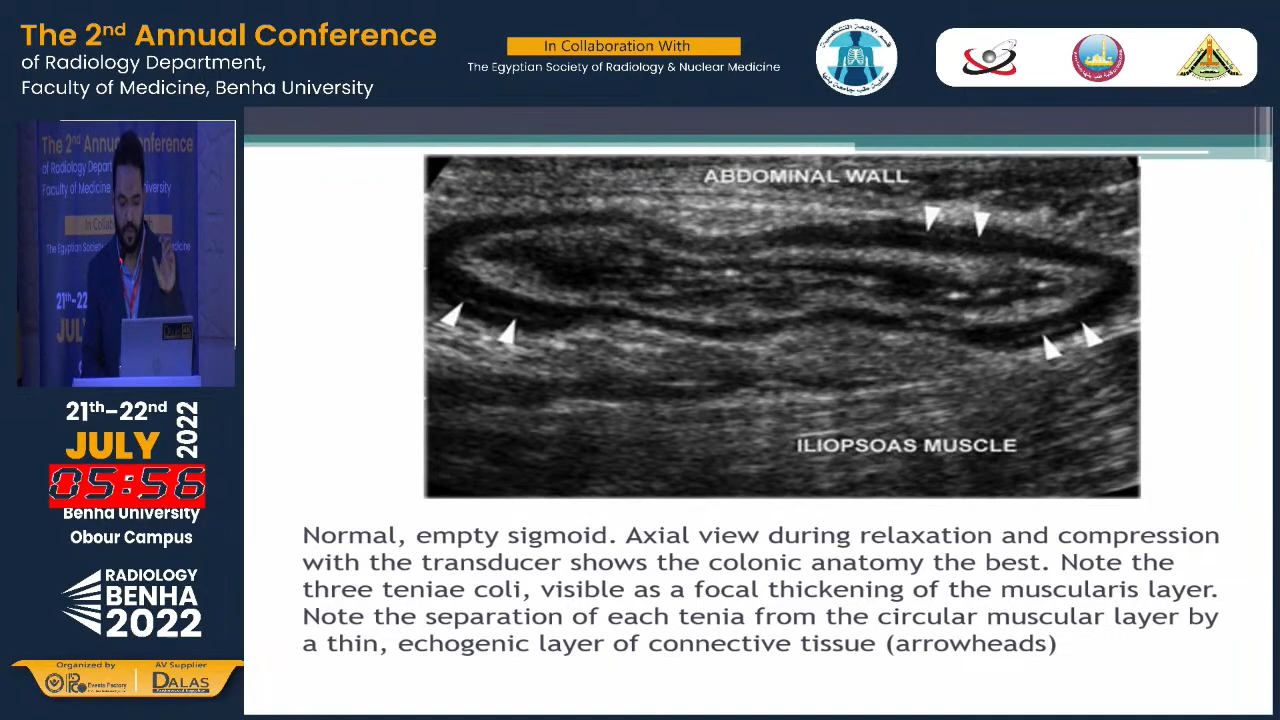 The 2nd Annual Conference
of Radiology Department,
Faculty of Medicine, Benha University
In Collaboration With
The Egyptian Society of Radiology & Nuclear Medicine
ABDOMINAL WALL
ILIOPSOAS MUSCLE
Normal, empty sigmoid. Axial view during relaxation and compression
with the transducer shows the colonic anatomy the best. Note the
three teniae coli, visible as a focal thickening of the muscularis layer.
Note the separation of each tenia from the circular muscular layer by
a thin, echogenic layer of connective tissue (arrowheads)
21th-22nd
JULY
2022
05:56
Benha University
Obour Campus
RADIOLOGY
BENHA
2022
Organized by
Events Factory
AV Supplier
DALAS